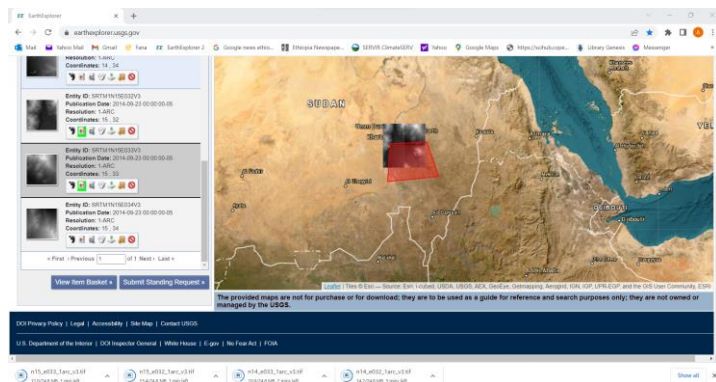 EarthExplorer
earthexplorer.usgs.gov
Mail
Yahoo Mail
Gmail
Fana
EarthExplorer 2
Google news ethio...
Ethiopia Newspape...
SERVIR ClimateSERV
Yahoo
Google Maps
https://scihub.cope...
Library Genesis
Messenger
Resolution: 1-ARC
Coordinates: 14 , 34
Entity ID: SRTM1N15E032V3
Publication Date: 2014-09-23 00:00:00-05
Resolution: 1-ARC
Coordinates: 15 , 32
Entity ID: SRTM1N15E033V3
Publication Date: 2014-09-23 00:00:00-05
Resolution: 1-ARC
Coordinates: 15 , 33
Entity ID: SRTM1N15E034V3
Publication Date: 2014-09-23 00:00:00-05
Resolution: 1-ARC
Coordinates: 15 , 34
« First ‹ Previous 1 of 1 Next › Last »
View Item Basket » Submit Standing Request »
SUDAN
YE
Djibouti
Leaflet | Tiles © Esri — Source: Esri, i-cubed, USDA, USGS, AEX, GeoEye, Getmapping, Aerogrid, IGN, IGP, UPR-EGP, and the GIS User Community, ESRI
The provided maps are not for purchase or for download; they are to be used as a guide for reference and search purposes only; they are not owned or
managed by the USGS.
DOI Privacy Policy | Legal | Accessibility | Site Map | Contact USGS
U.S. Department of the Interior | DOI Inspector General | White House | E-gov | No Fear Act | FOIA
n15_e033_1arc_v3.tif
n15_e032_1arc_v3.tif
n14_e033_1arc_v3.tif
n14_e032_1arc_v3.tif
Show all